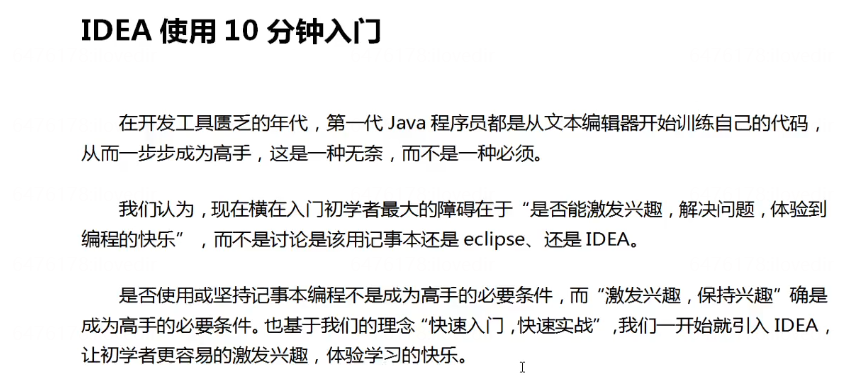 IDEA 使用 10 分钟入门
在开发工具匮乏的年代，第一代 Java 程序员都是从文本编辑器开始训练自己的代码，
从而一步步成为高手，这是一种无奈，而不是一种必须。
我们认为，现在横在入门初学者最大的障碍在于“是否能激发兴趣，解决问题，体验到
编程的快乐”，而不是讨论是该用记事本还是 eclipse、还是 IDEA。
是否使用或坚持记事本编程不是成为高手的必要条件，而“激发兴趣，保持兴趣”确是
成为高手的必要条件。也基于我们的理念“快速入门，快速实战”，我们一开始就引入 IDEA，
让初学者更容易的激发兴趣，体验学习的快乐。